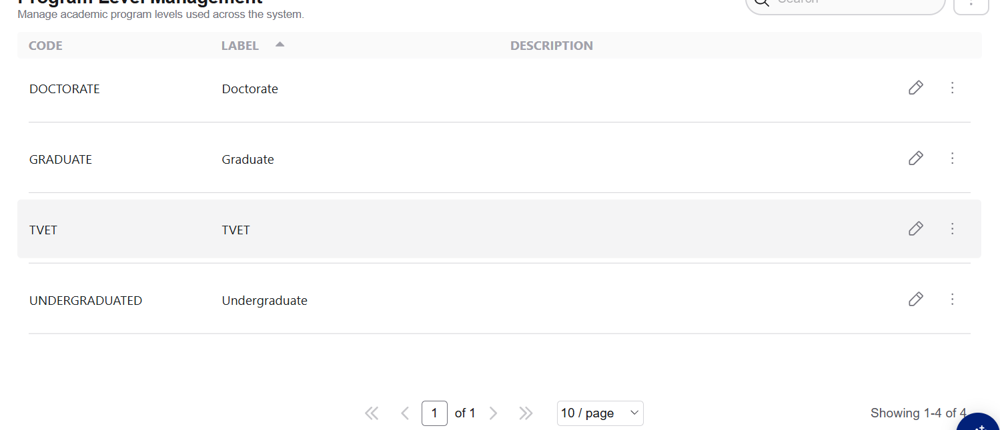 Program Level Management
Manage academic program levels used across the system.
Search
CODE LABEL DESCRIPTION
DOCTORATE Doctorate
GRADUATE Graduate
TVET TVET
UNDERGRADUATED Undergraduate
1 of 1 10 / page Showing 1-4 of 4